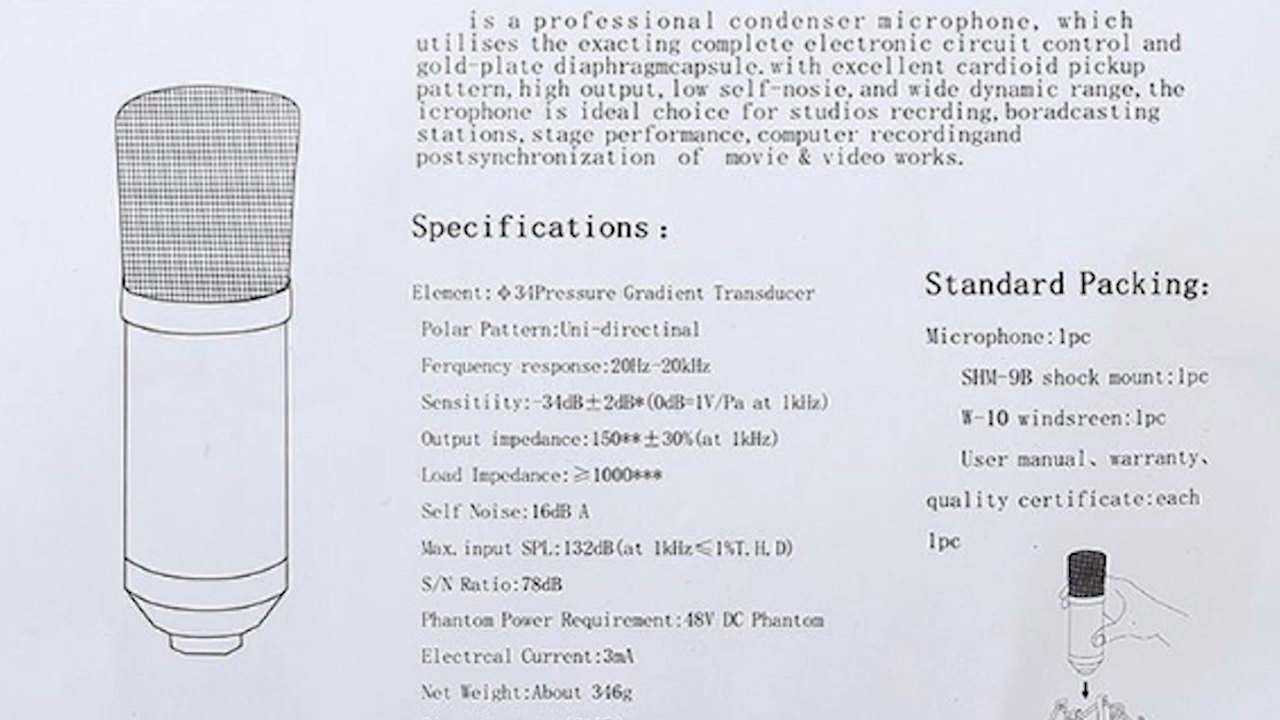 is a professional condenser microphone, which
utilises the exacting complete electronic circuit control and
gold-plate diaphragmcapsule. with excellent cardioid pickup
pattern, high output, low self-nosie, and wide dynamic range, the
icrophone is ideal choice for studios recrding, boradcasting
stations, stage performance, computer recordingand
postsynchronization of movie & video works.
Specifications:
Element: Φ34Pressure Gradient Transducer
Polar Pattern:Uni-directinal
Ferquency response:20Hz-20kHz
Sensitiity:-34dB±2dB*(0dB=1V/Pa at 1kHz)
Output impedance:150**±30%(at 1kHz)
Load Impedance:≥1000***
Self Noise:16dB A
Max. input SPL:132dB(at 1kHz≤1%T.H.D)
S/N Ratio:78dB
Phantom Power Requirement:48V DC Phantom
Electrcal Current:3mA
Net Weight:About 346g
Standard Packing:
Microphone:1pc
SHM-9B shock mount:1pc
W-10 windsreen:1pc
User manual、warranty、
quality certificate:each
1pc